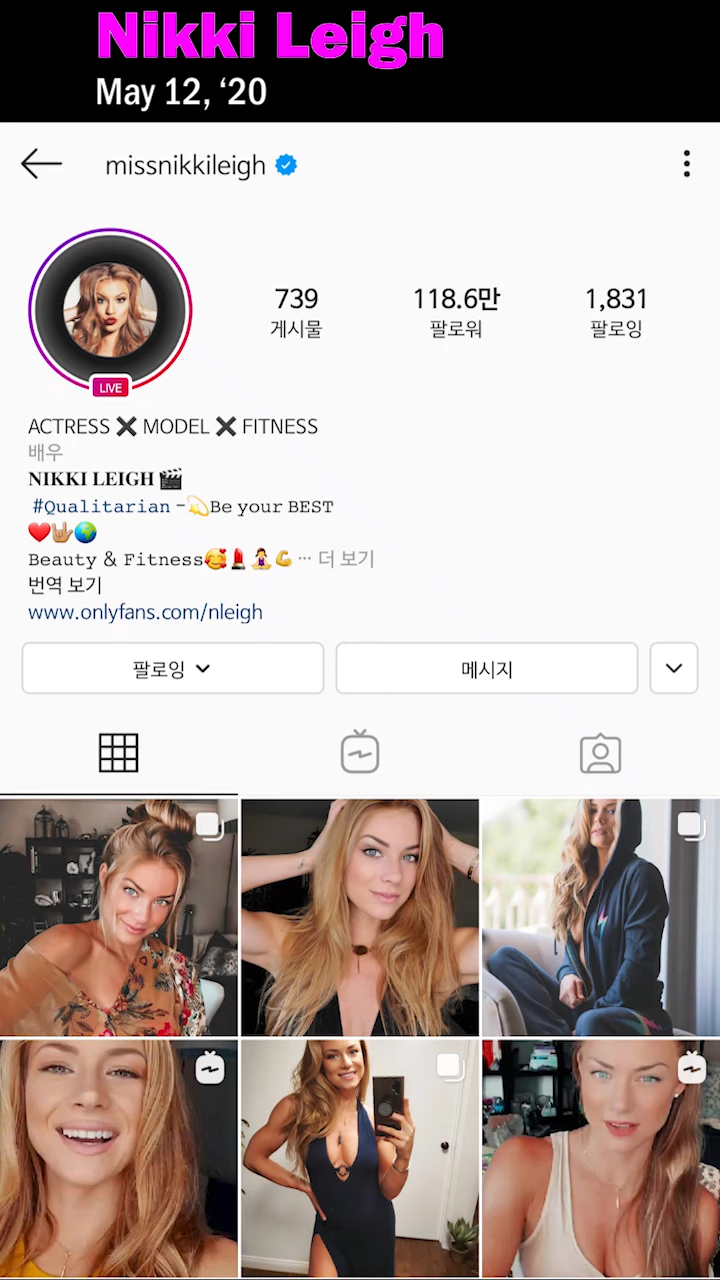 Nikki Leigh
May 12, ‘20
missnikkileigh
739
118.6만
1,831
게시물
팔로워
팔로잉
LIVE
ACTRESS ✖ MODEL ✖ FITNESS
배우
NIKKI LEIGH 🎬
#Qualitarian -💫Be your BEST
❤️🤟🏼🌍
Beauty & Fitness🥰💄🧘‍♀️💪 ··· 더 보기
번역 보기
www.onlyfans.com/nleigh
팔로잉
메시지